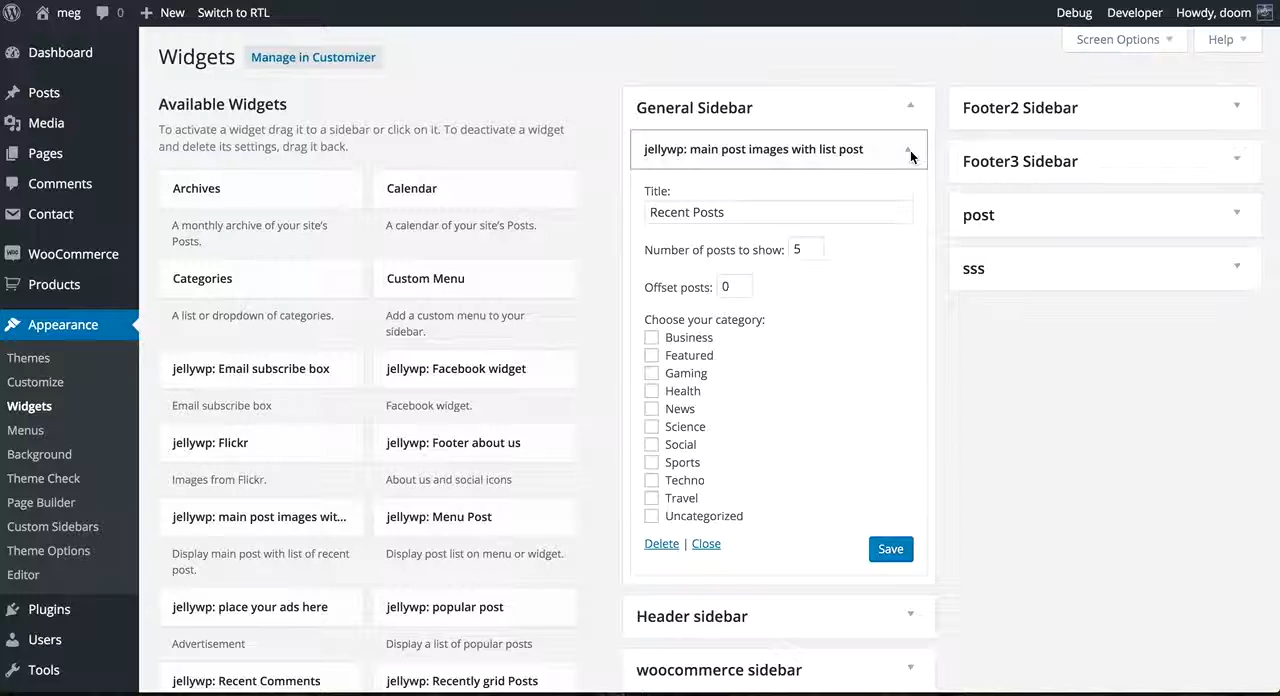 meg
0
New
Switch to RTL
Debug
Developer
Howdy, doom
Dashboard
Posts
Media
Pages
Comments
Contact
WooCommerce
Products
Appearance
Themes
Customize
Widgets
Menus
Background
Theme Check
Page Builder
Custom Sidebars
Theme Options
Editor
Plugins
Users
Tools
Screen Options
Help
Widgets
Manage in Customizer
Available Widgets
To activate a widget drag it to a sidebar or click on it. To deactivate a widget
and delete its settings, drag it back.
Archives
A monthly archive of your site's
Posts.
Calendar
A calendar of your site's Posts.
Categories
A list or dropdown of categories.
Custom Menu
Add a custom menu to your
sidebar.
jellywp: Email subscribe box
Email subscribe box
jellywp: Facebook widget
Facebook widget.
jellywp: Flickr
Images from Flickr.
jellywp: Footer about us
About us and social icons
jellywp: main post images wit...
Display main post with list of recent
post.
jellywp: Menu Post
Display post list on menu or widget.
jellywp: place your ads here
Advertisement
jellywp: popular post
Display a list of popular posts
jellywp: Recent Comments
jellywp: Recently grid Posts
General Sidebar
jellywp: main post images with list post
Title:
Recent Posts
Number of posts to show: 5
Offset posts: 0
Choose your category:
Business
Featured
Gaming
Health
News
Science
Social
Sports
Techno
Travel
Uncategorized
Delete | Close
Save
Header sidebar
woocommerce sidebar
Footer2 Sidebar
Footer3 Sidebar
post
sss